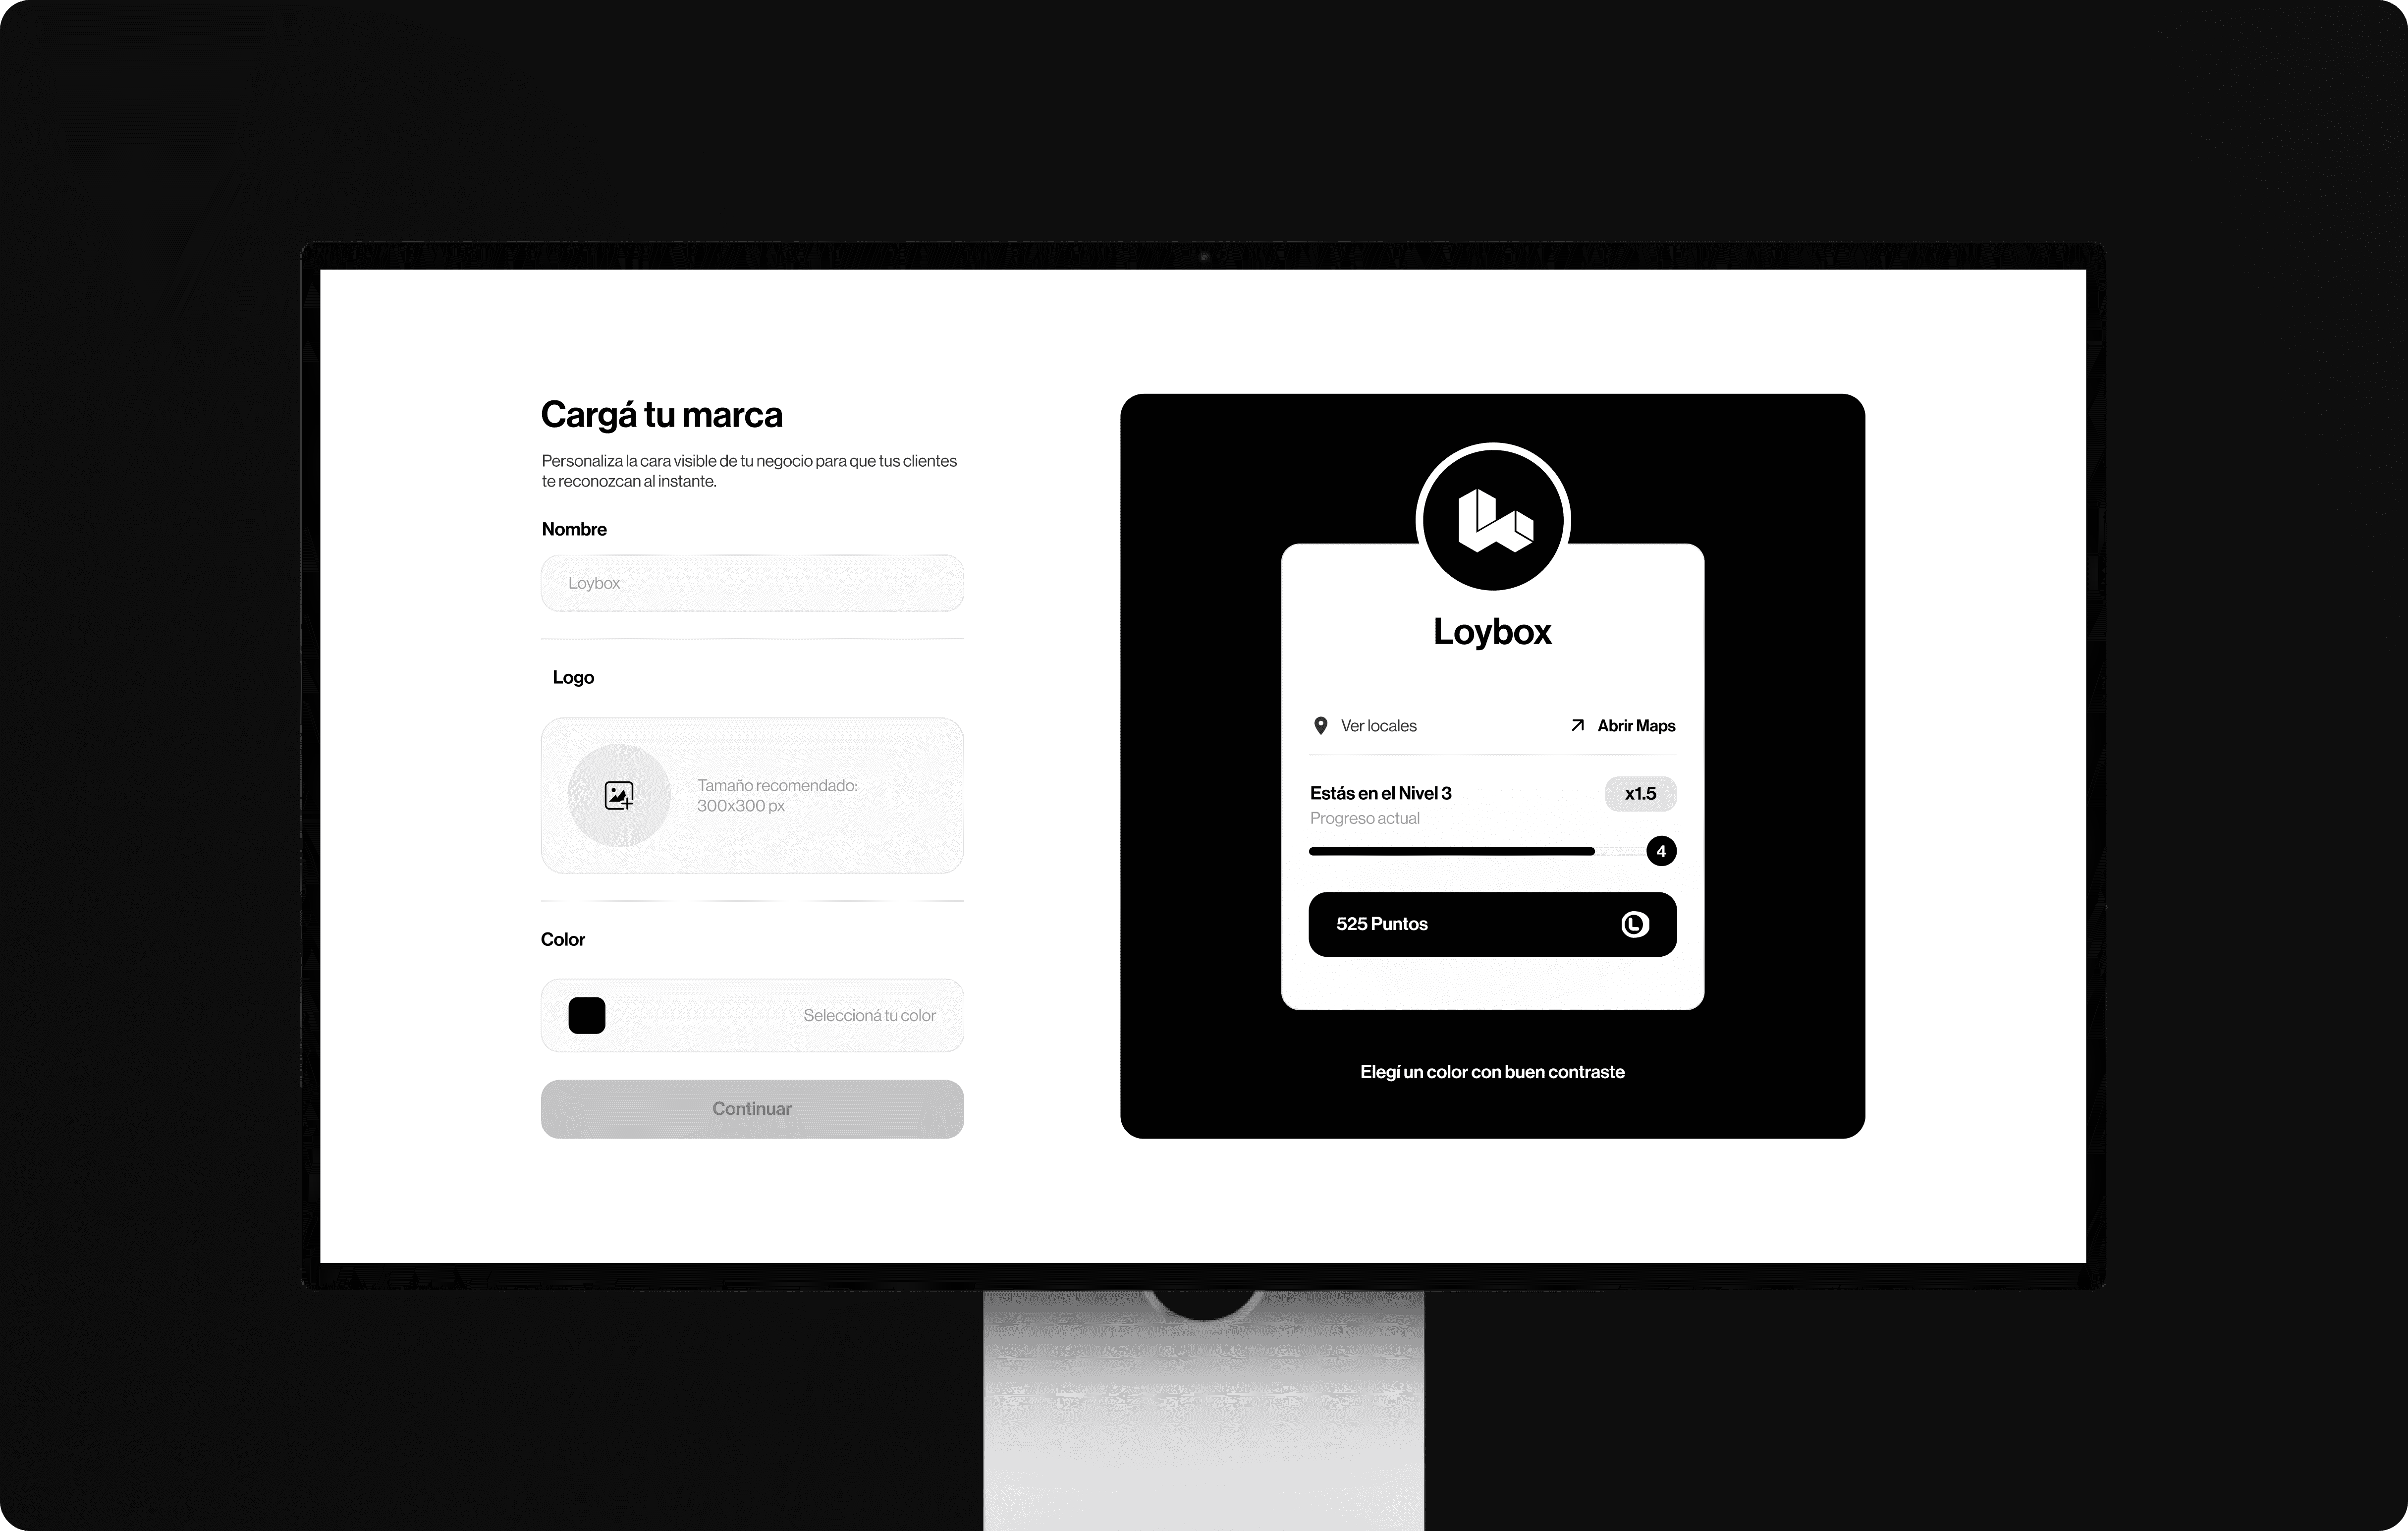 Cargá tu marca
Personaliza la cara visible de tu negocio para que tus clientes
te reconozcan al instante.
Nombre
Loybox
Logo
Tamaño recomendado:
300x300 px
Color
Seleccioná tu color
Continuar
Loybox
Ver locales
Abrir Maps
Estás en el Nivel 3
x1.5
Progreso actual
4
525 Puntos
L
Elegí un color con buen contraste